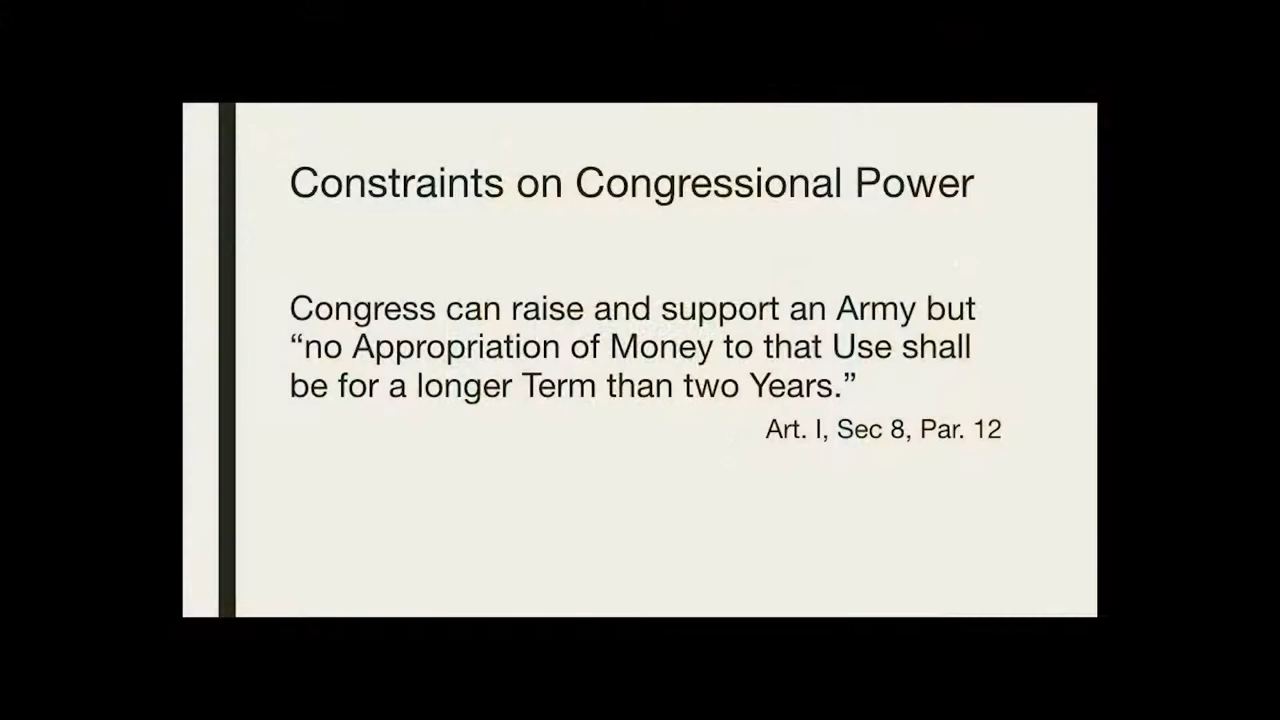 Constraints on Congressional Power
Congress can raise and support an Army but
“no Appropriation of Money to that Use shall
be for a longer Term than two Years.”
Art. I, Sec 8, Par. 12